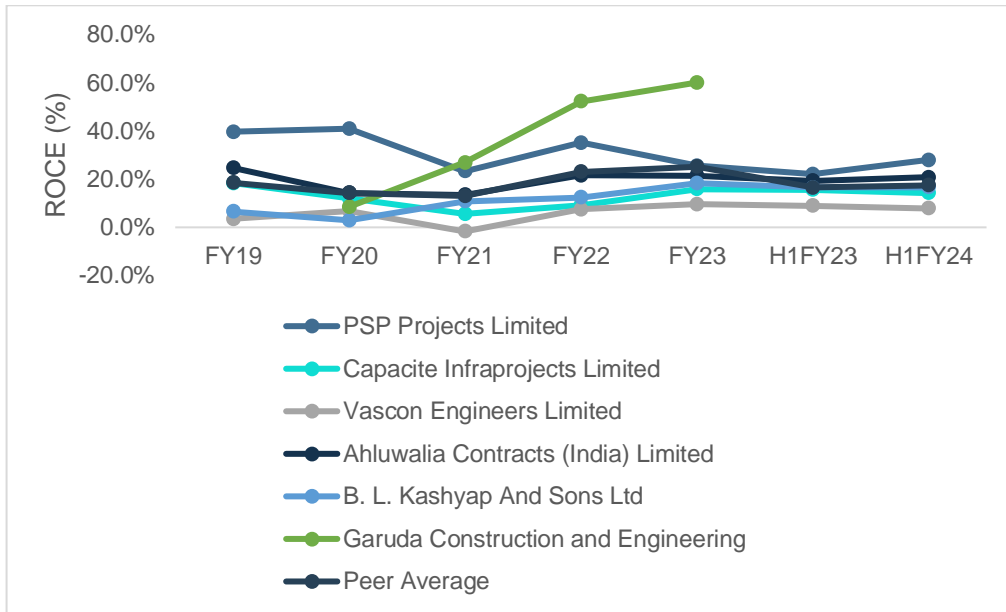 80.0%
60.0%
40.0%
20.0%
0.0%
-20.0%
ROCE (%)
FY19 FY20 FY21 FY22 FY23 H1FY23 H1FY24
PSP Projects Limited
Capacite Infraprojects Limited
Vascon Engineers Limited
Ahluwalia Contracts (India) Limited
B. L. Kashyap And Sons Ltd
Garuda Construction and Engineering
Peer Average